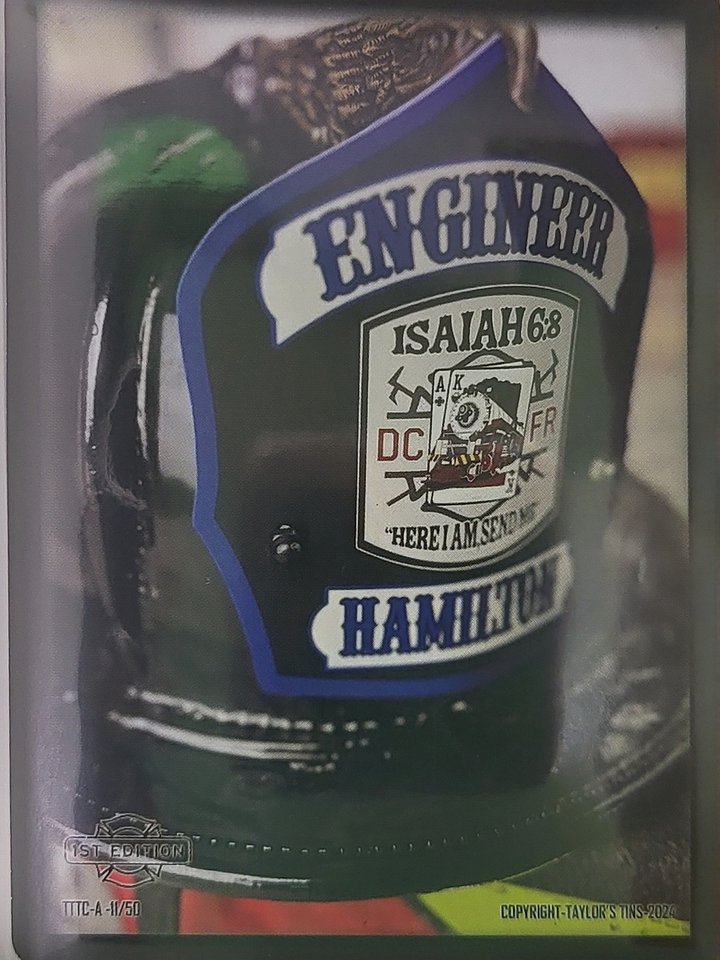 ENGINEER
ISAIAH 6:8
A K
DC FR
"HERE I AM, SEND ME"
HAMILTON
1ST EDITION
TTTC-A-11/50
COPYRIGHT-TAYLOR'S TINS-2024